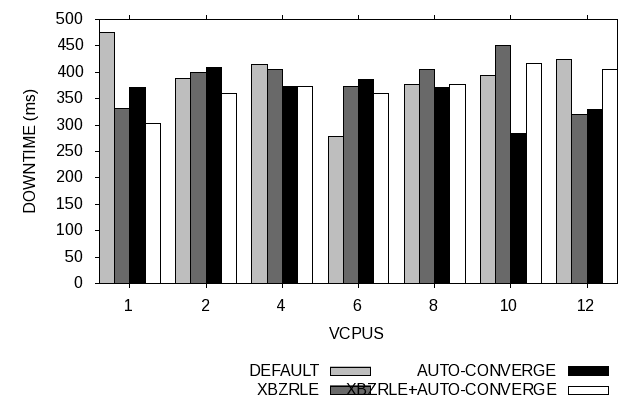 500
450
400
350
300
250
200
150
100
50
0
DOWNTIME (ms)
1 2 4 6 8 10 12
VCPUS
DEFAULT AUTO-CONVERGE
XBZRLE XBZRLE+AUTO-CONVERGE